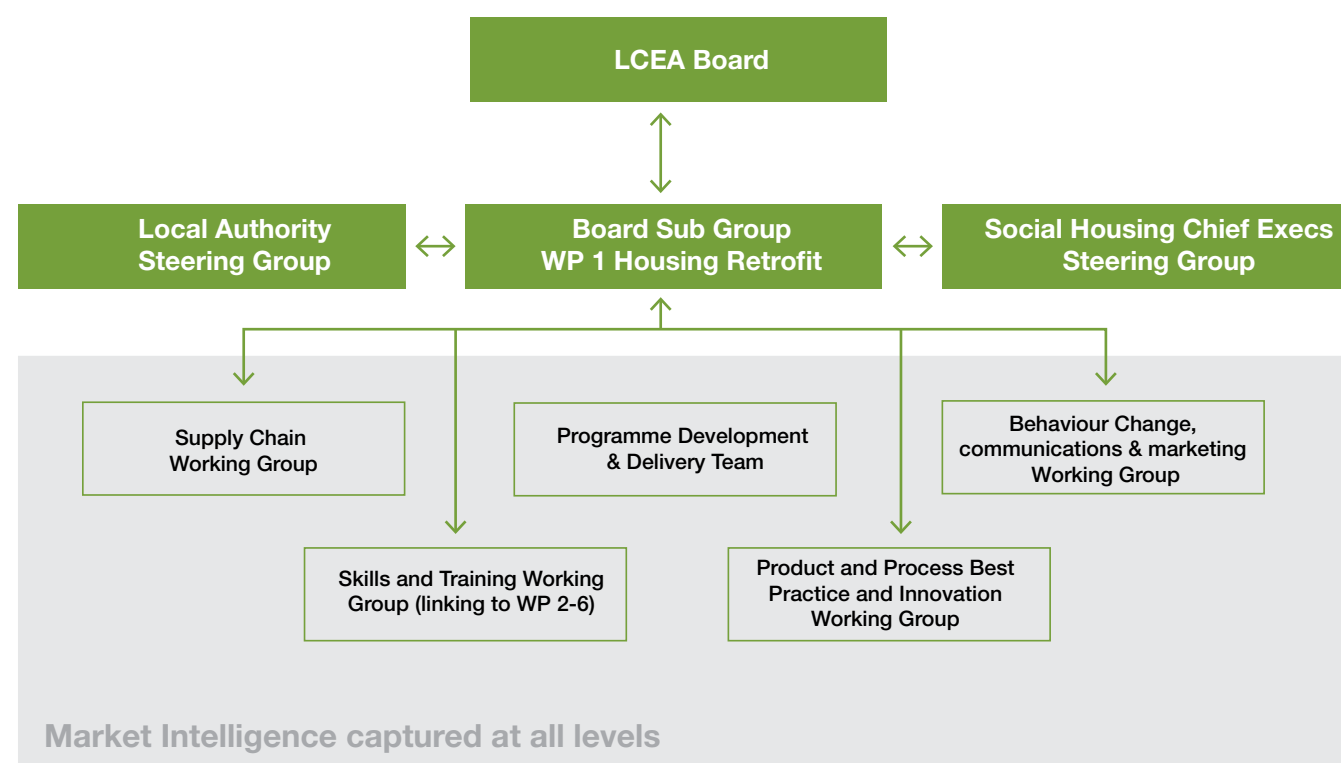 LCEA Board
Local Authority
Steering Group
Board Sub Group
WP 1 Housing Retrofit
Social Housing Chief Execs
Steering Group
Supply Chain
Working Group
Programme Development
& Delivery Team
Behaviour Change,
communications & marketing
Working Group
Skills and Training Working
Group (linking to WP 2-6)
Product and Process Best
Practice and Innovation
Working Group
Market Intelligence captured at all levels